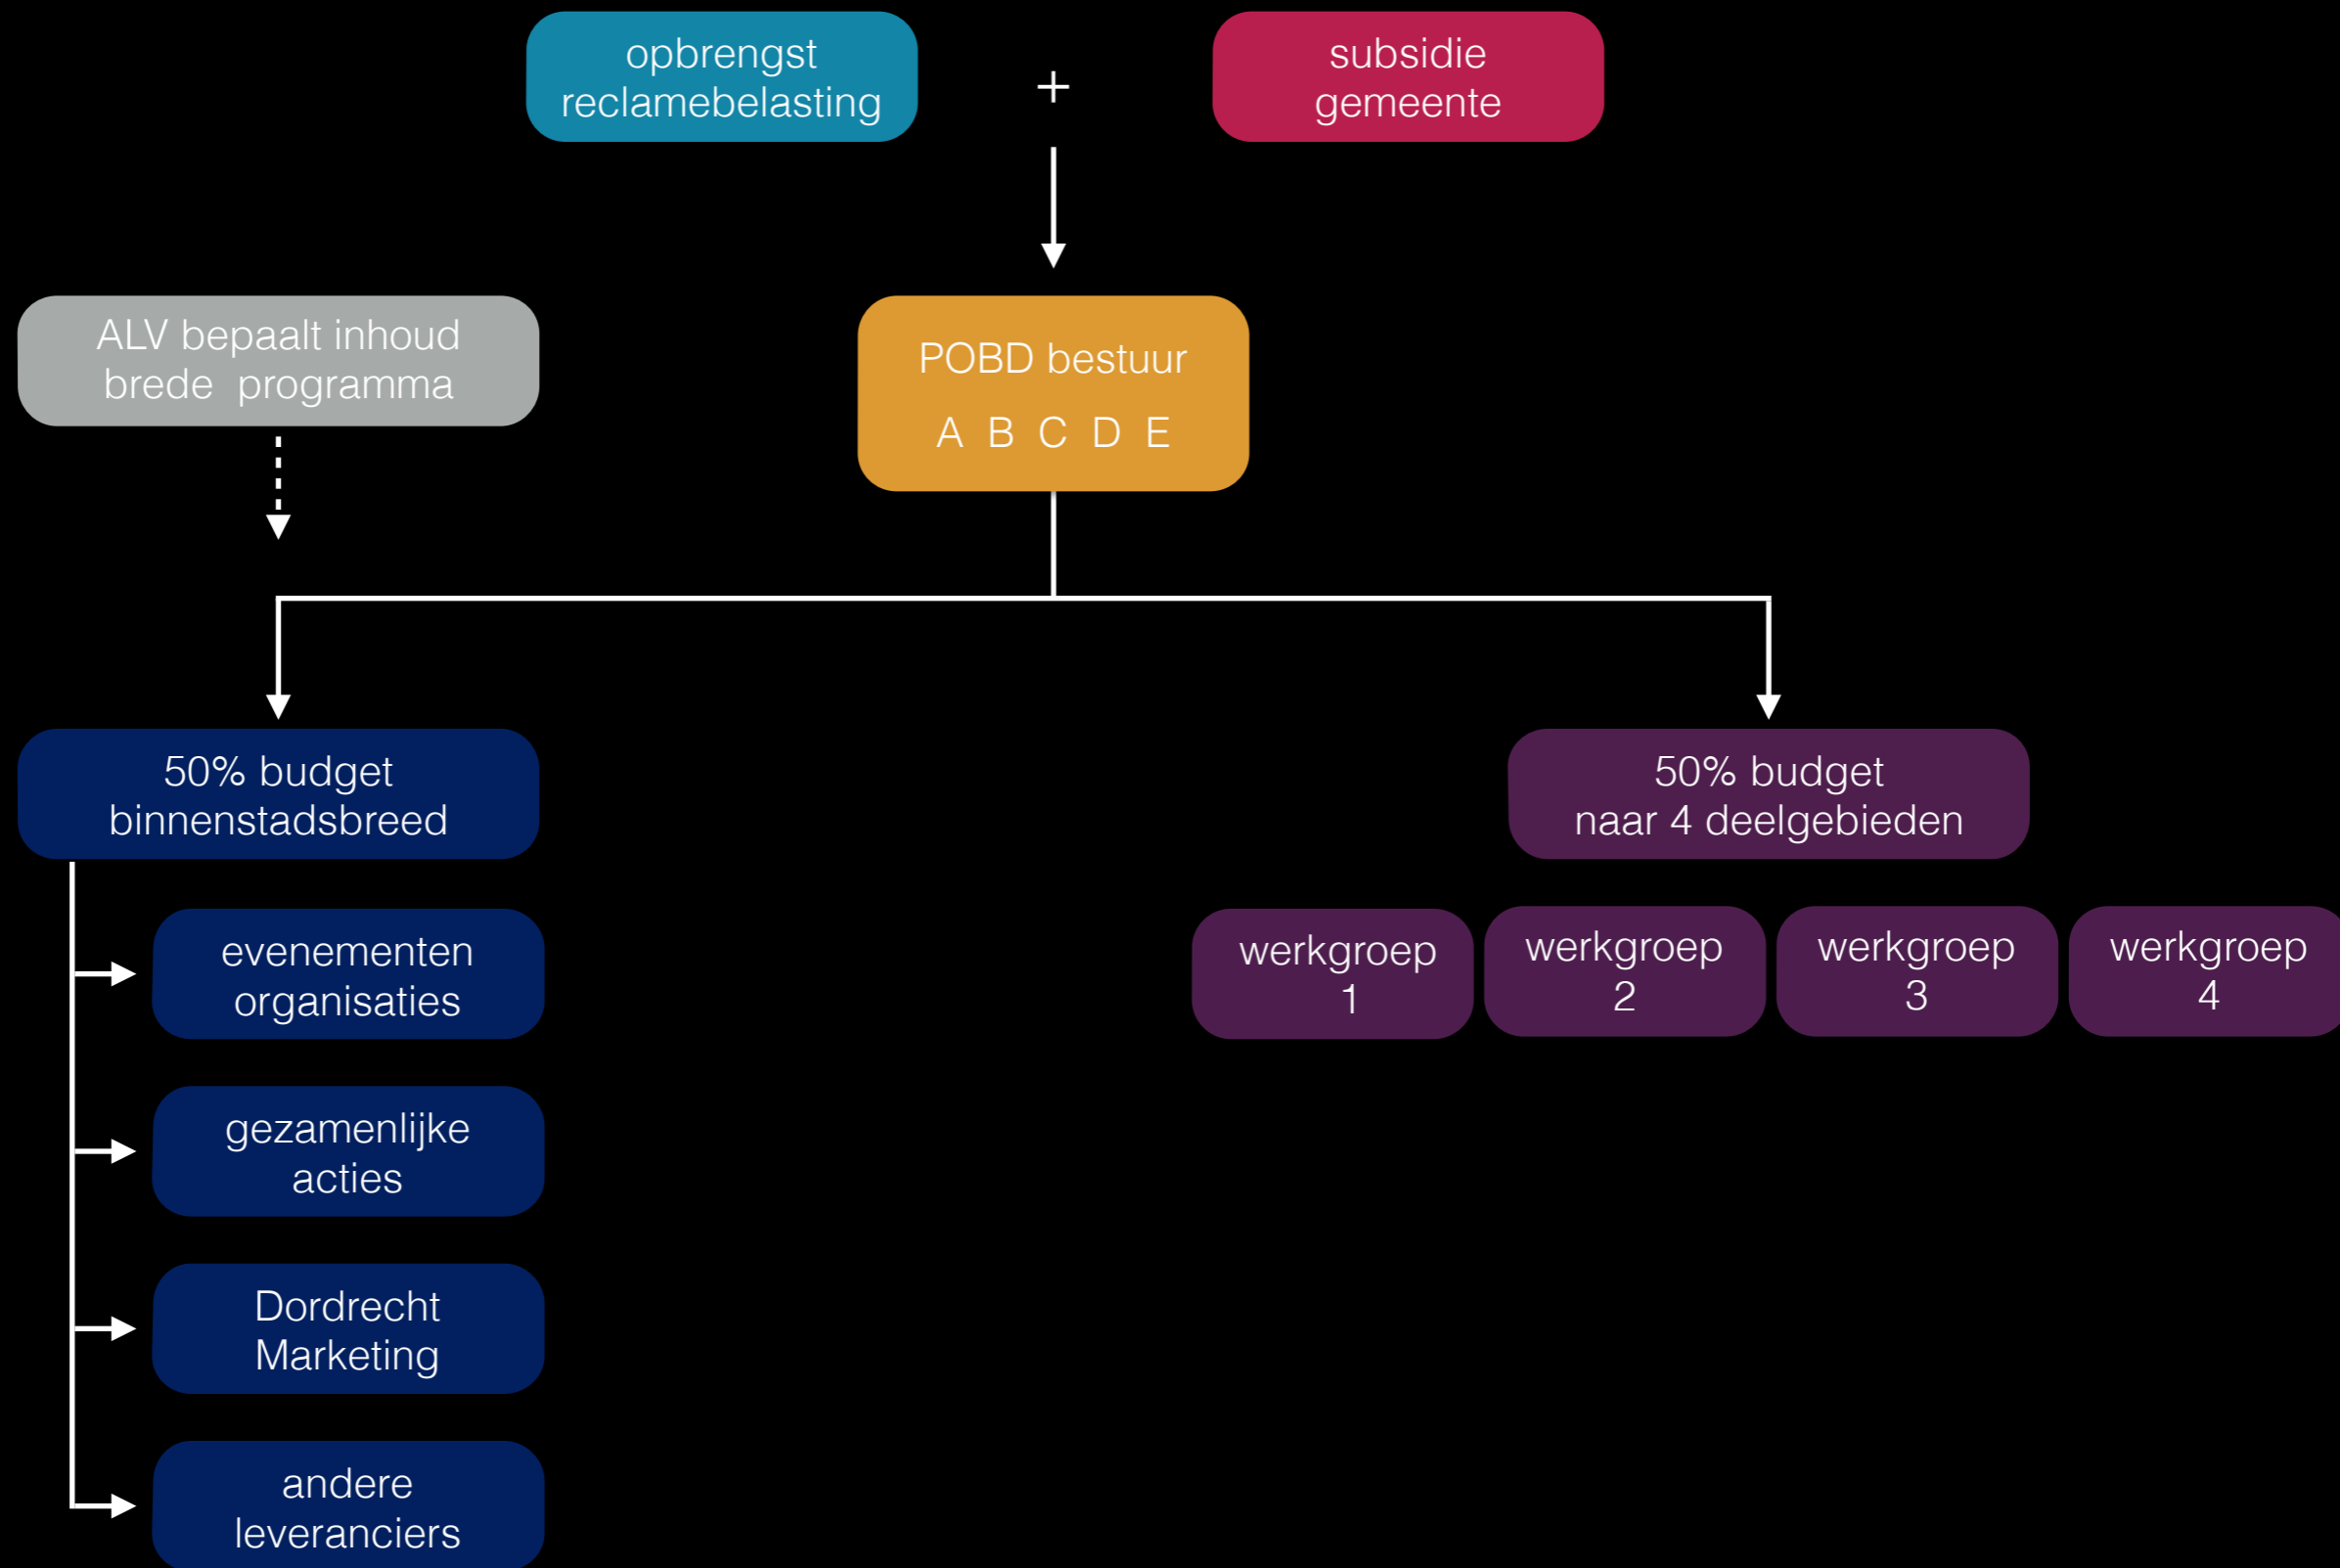 opbrengst
reclamebelasting
+
subsidie
gemeente
ALV bepaalt inhoud
brede programma
POBD bestuur
A B C D E
50% budget
binnenstadsbreed
50% budget
naar 4 deelgebieden
evenementen
organisaties
werkgroep
1
werkgroep
2
werkgroep
3
werkgroep
4
gezamenlijke
acties
Dordrecht
Marketing
andere
leveranciers